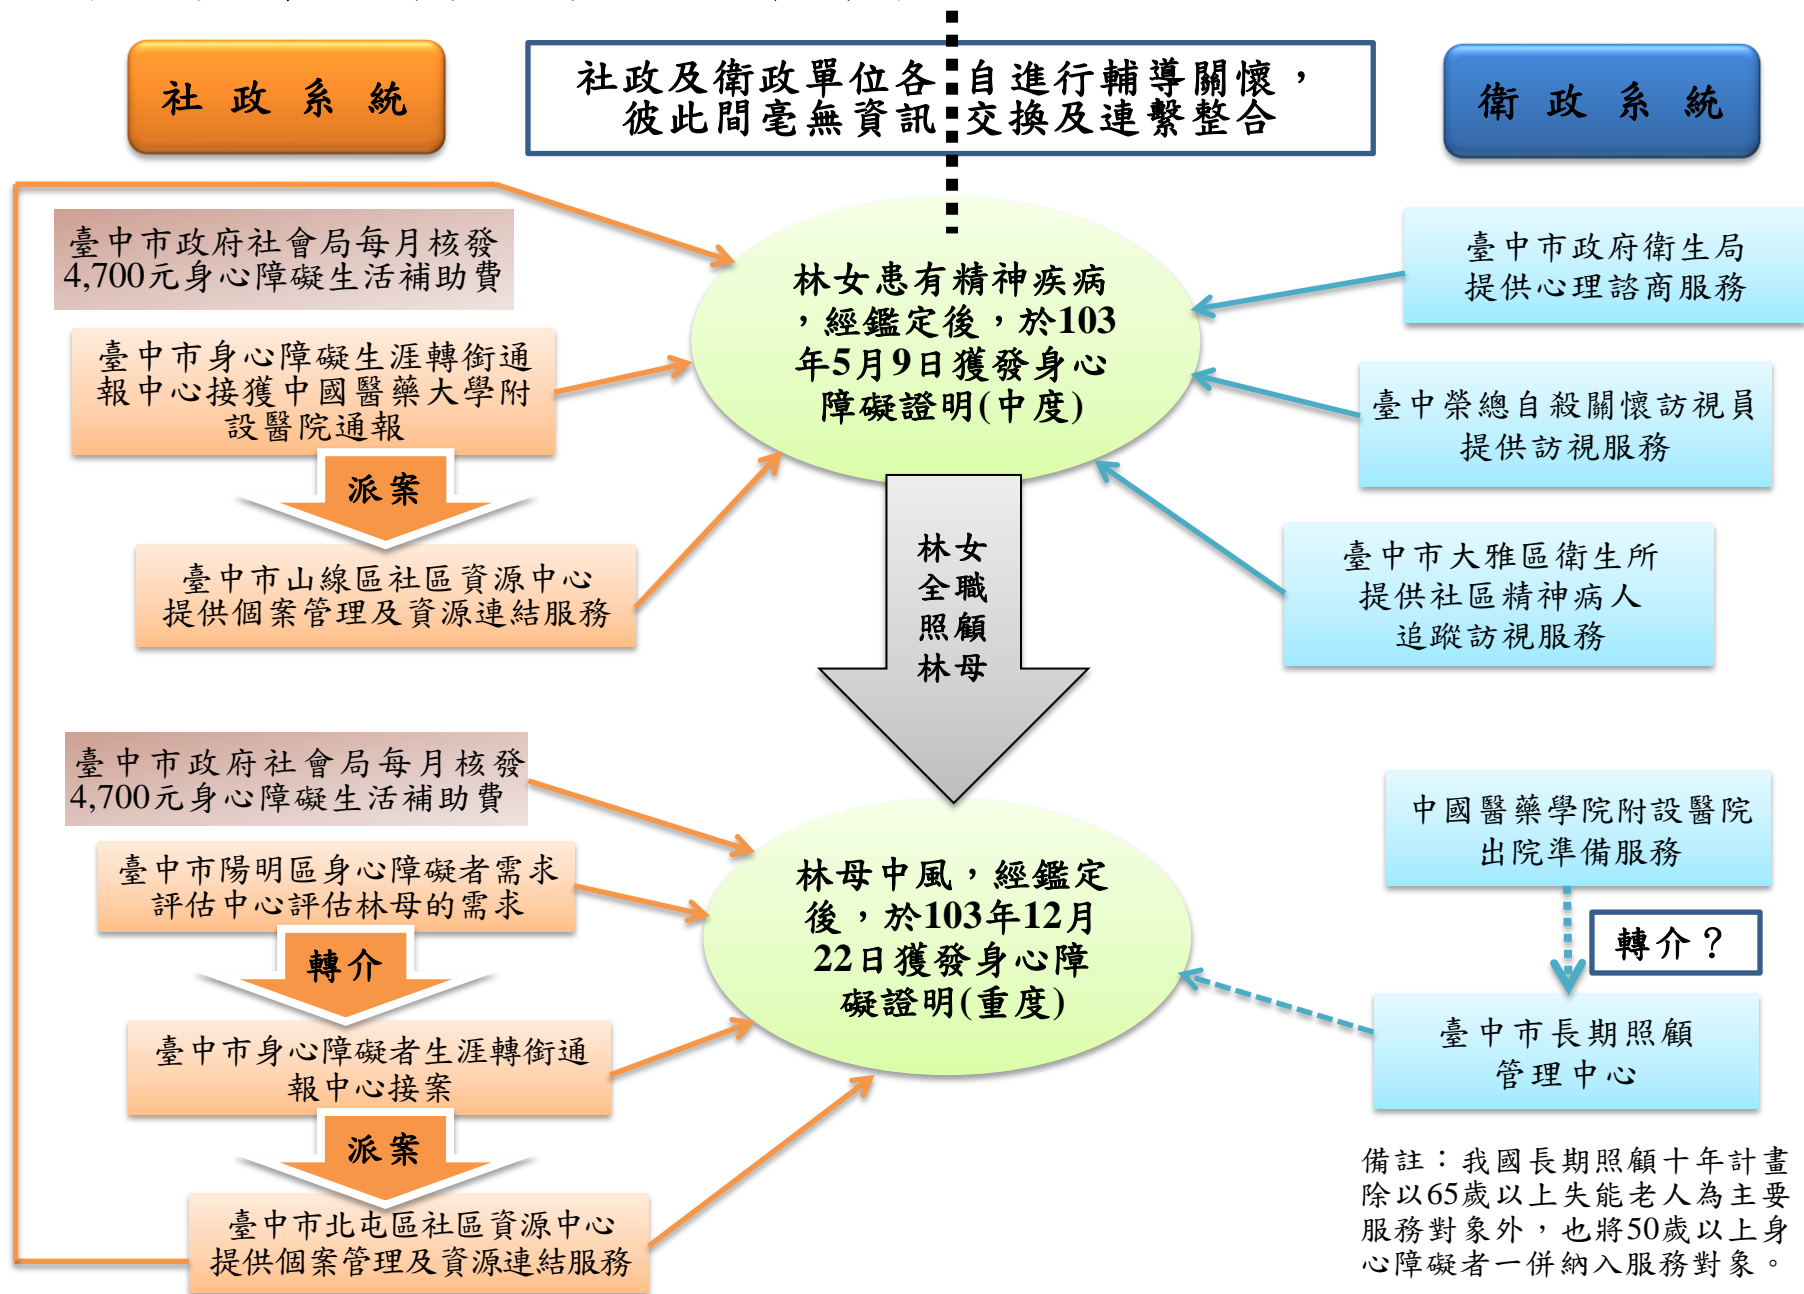 社政系統
社政及衛政單位各自進行輔導關懷，
彼此間毫無資訊交換及連繫整合
衛政系統
臺中市政府社會局每月核發
4,700元身心障礙生活補助費
臺中市身心障礙生涯轉銜通
報中心接獲中國醫藥大學附
設醫院通報
派案
臺中市山線區社區資源中心
提供個案管理及資源連結服務
林女患有精神疾病
，經鑑定後，於103
年5月9日獲發身心
障礙證明(中度)
臺中市政府衛生局
提供心理諮商服務
臺中榮總自殺關懷訪視員
提供訪視服務
臺中市大雅區衛生所
提供社區精神病人
追蹤訪視服務
林女
全職
照顧
林母
臺中市政府社會局每月核發
4,700元身心障礙生活補助費
臺中市陽明區身心障礙者需求
評估中心評估林母的需求
轉介
臺中市身心障礙者生涯轉銜通
報中心接案
派案
臺中市北屯區社區資源中心
提供個案管理及資源連結服務
林母中風，經鑑定
後，於103年12月
22日獲發身心障
礙證明(重度)
中國醫藥學院附設醫院
出院準備服務
轉介？
臺中市長期照顧
管理中心
備註：我國長期照顧十年計畫
除以65歲以上失能老人為主要
服務對象外，也將50歲以上身
心障礙者一併納入服務對象。